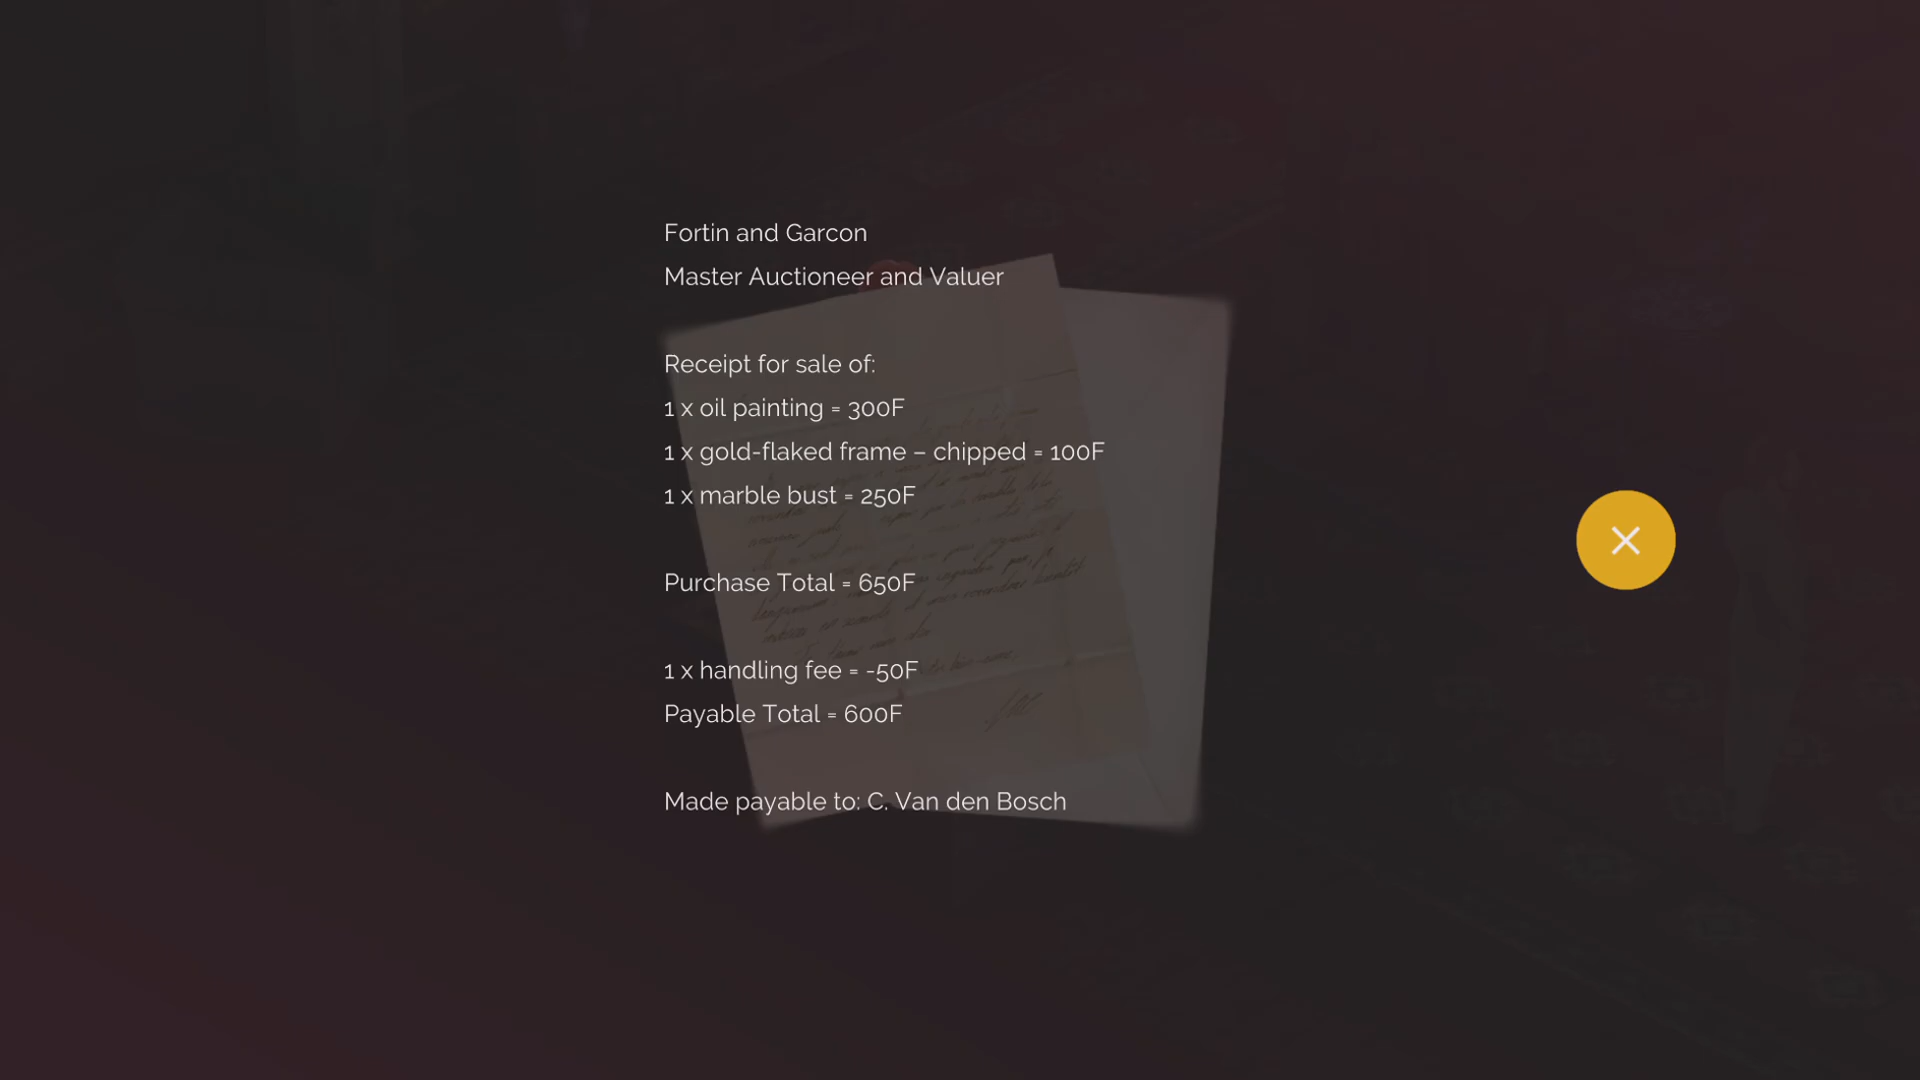 Fortin and Garcon
Master Auctioneer and Valuer
Receipt for sale of:
1 x oil painting = 300F
1 x gold-flaked frame – chipped = 100F
1 x marble bust = 250F
Purchase Total = 650F
1 x handling fee = -50F
Payable Total = 600F
Made payable to: C. Van den Bosch